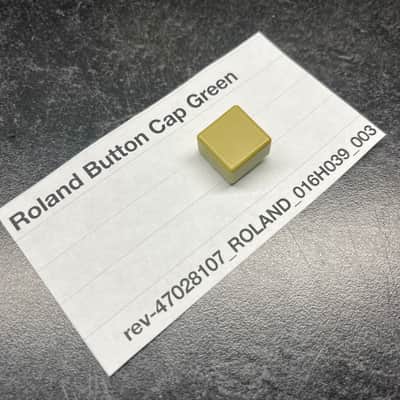 Roland Button Cap Green
rev-47028107_ROLAND_016H039_003